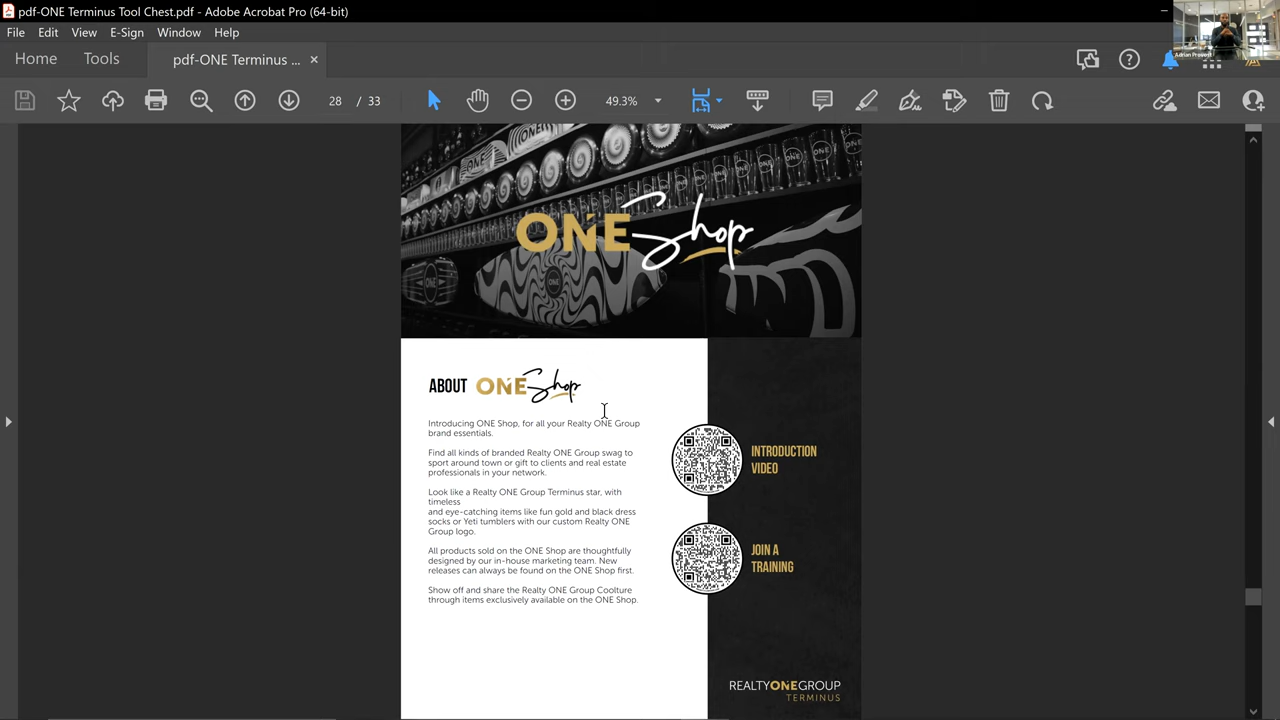 pdf-ONE Terminus Tool Chest.pdf - Adobe Acrobat Pro (64-bit)
File Edit View E-Sign Window Help
Home Tools pdf-ONE Terminus ... ×
28 / 33 49.3%
ONE Shop
ABOUT ONE Shop
Introducing ONE Shop, for all your Realty ONE Group
brand essentials.
Find all kinds of branded Realty ONE Group swag to
sport around town or gift to clients and real estate
professionals in your network.
Look like a Realty ONE Group Terminus star, with
timeless
and eye-catching items like fun gold and black dress
socks or Yeti tumblers with our custom Realty ONE
Group logo.
All products sold on the ONE Shop are thoughtfully
designed by our in-house marketing team. New
releases can always be found on the ONE Shop first.
Show off and share the Realty ONE Group Coolture
through items exclusively available on the ONE Shop.
INTRODUCTION
VIDEO
JOIN A
TRAINING
REALTYONEGROUP
TERMINUS